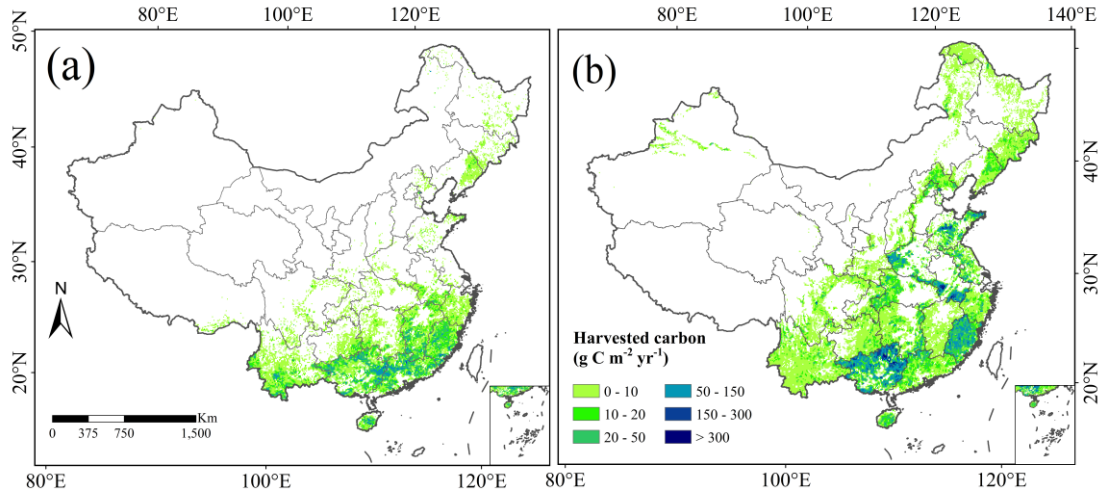 80°E 100°E 120°E
80°E 100°E 120°E 140°E
50°N
40°N
30°N
20°N
(a)
N
Km
0 375 750 1,500
80°E 100°E 120°E
(b)
Harvested carbon
(g C m⁻² yr⁻¹)
0 - 10 50 - 150
10 - 20 150 - 300
20 - 50 > 300
40°N
30°N
20°N
80°E 100°E 120°E